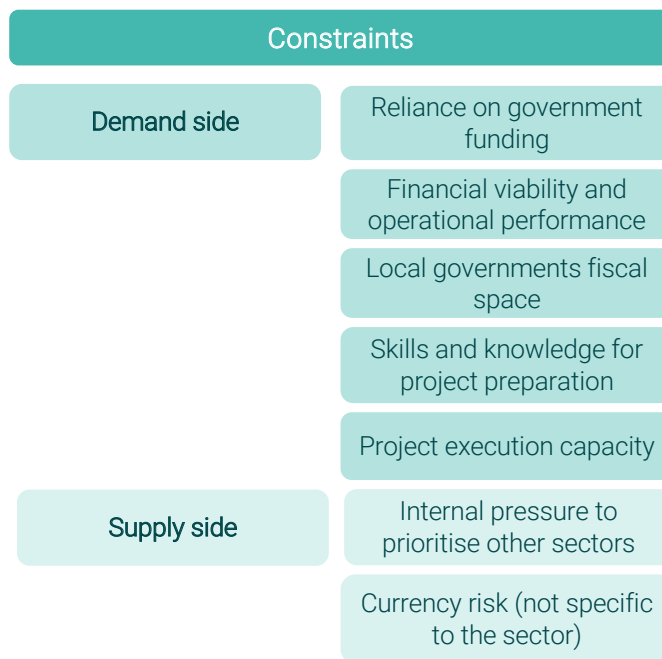 Constraints
Demand side
Reliance on government
funding
Financial viability and
operational performance
Local governments fiscal
space
Skills and knowledge for
project preparation
Project execution capacity
Supply side
Internal pressure to
prioritise other sectors
Currency risk (not specific
to the sector)